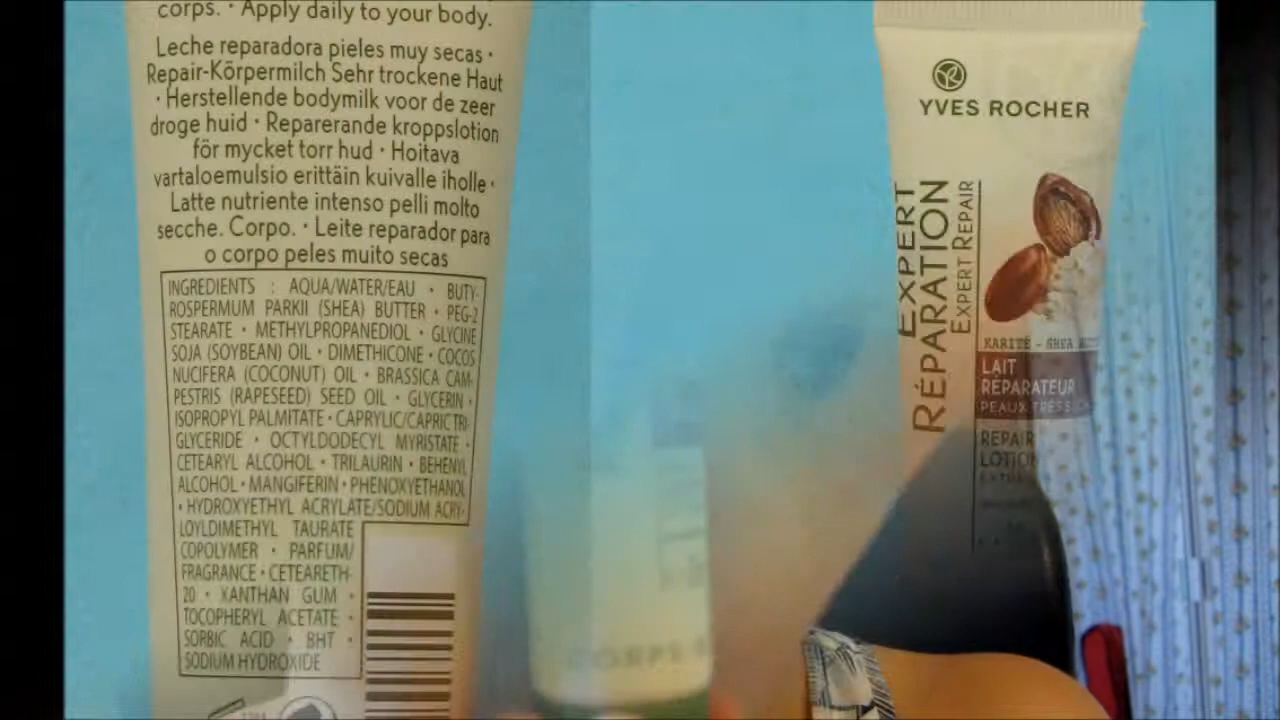 corps. • Apply daily to your body.
Leche reparadora pieles muy secas •
Repair-Körpermilch Sehr trockene Haut
• Herstellende bodymilk voor de zeer
droge huid • Reparerande kroppslotion
för mycket torr hud • Hoitava
vartaloemulsio erittäin kuivalle iholle •
Latte nutriente intenso pelli molto
secche. Corpo. • Leite reparador para
o corpo peles muito secas
INGREDIENTS : AQUA/WATER/EAU • BUTY-
ROSPERMUM PARKII (SHEA) BUTTER • PEG-2
STEARATE • METHYLPROPANEDIOL • GLYCINE
SOJA (SOYBEAN) OIL • DIMETHICONE • COCOS
NUCIFERA (COCONUT) OIL • BRASSICA CAM-
PESTRIS (RAPESEED) SEED OIL • GLYCERIN •
ISOPROPYL PALMITATE • CAPRYLIC/CAPRIC TRI-
GLYCERIDE • OCTYLDODECYL MYRISTATE •
CETEARYL ALCOHOL • TRILAURIN • BEHENYL
ALCOHOL • MANGIFERIN • PHENOXYETHANOL
• HYDROXYETHYL ACRYLATE/SODIUM ACRY-
LOYLDIMETHYL TAURATE
COPOLYMER • PARFUM/
FRAGRANCE • CETEARETH-
20 • XANTHAN GUM •
TOCOPHERYL ACETATE •
SORBIC ACID • BHT •
SODIUM HYDROXIDE
YVES ROCHER
EXPERT
RÉPARATION
EXPERT REPAIR
KARITÉ - SHEA
LAIT
RÉPARATEUR
PEAUX TRÈS
REPAIR
LOTION
CORPS